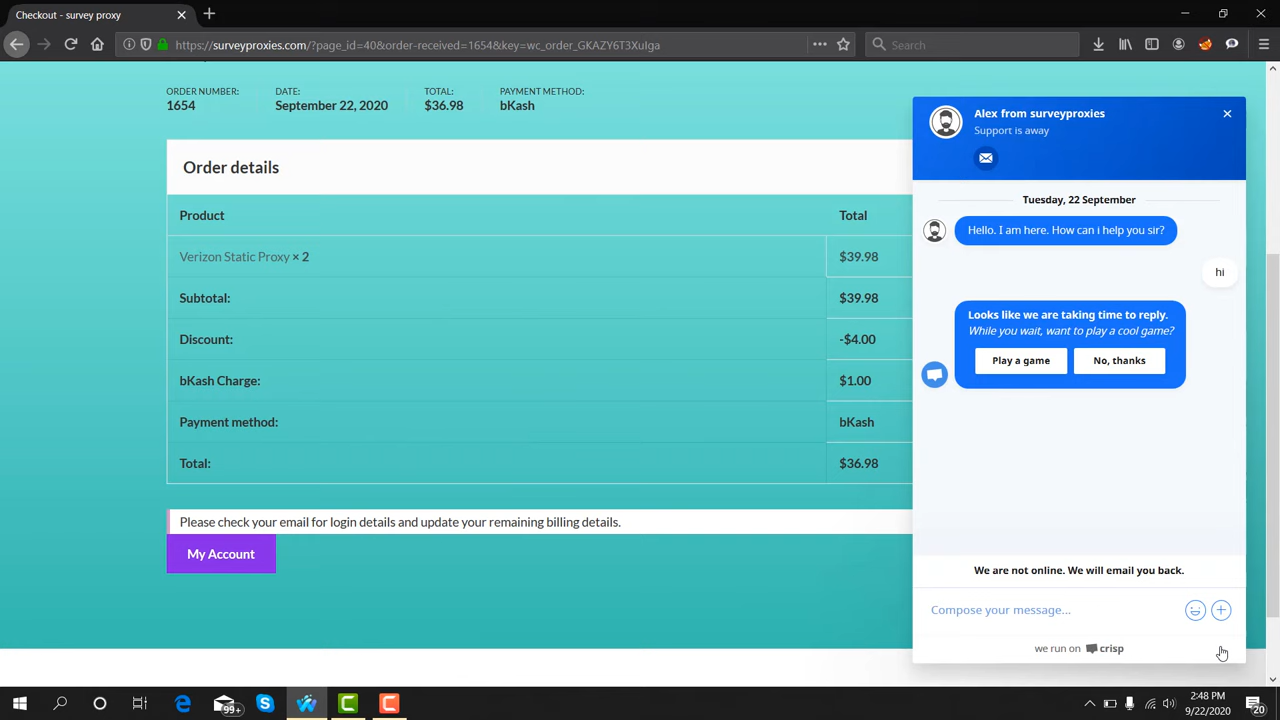 Checkout - survey proxy
https://surveyproxies.com/?page_id=40&order-received=1654&key=wc_order_GKAZY6T3XuIga
Search
ORDER NUMBER:
1654
DATE:
September 22, 2020
TOTAL:
$36.98
PAYMENT METHOD:
bKash
Order details
Product Total
Verizon Static Proxy × 2 $39.98
Subtotal: $39.98
Discount: -$4.00
bKash Charge: $1.00
Payment method: bKash
Total: $36.98
Please check your email for login details and update your remaining billing details.
My Account
Alex from surveyproxies
Support is away
Tuesday, 22 September
Hello. I am here. How can i help you sir?
hi
Looks like we are taking time to reply.
While you wait, want to play a cool game?
Play a game No, thanks
We are not online. We will email you back.
Compose your message...
we run on crisp
99+
2:48 PM
9/22/2020
20